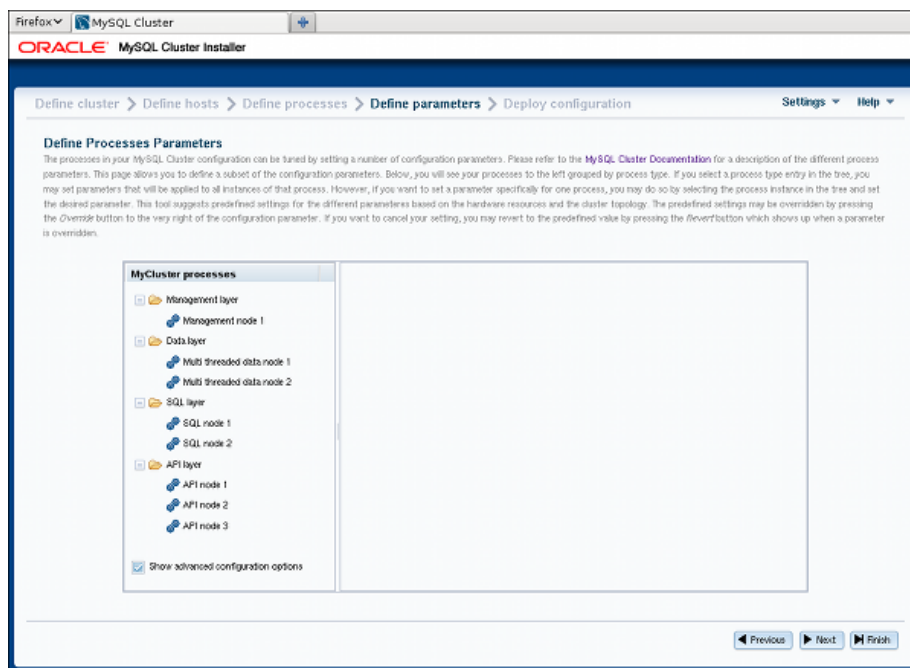 Firefox MySQL Cluster
ORACLE MySQL Cluster Installer
Define cluster Define hosts Define processes Define parameters Deploy configuration Settings Help
Define Processes Parameters
The processes in your MySQL Cluster configuration can be tuned by setting a number of configuration parameters. Please refer to the MySQL Cluster Documentation for a description of the different process
parameters. This page allows you to define a subset of the configuration parameters. Below, you will see your processes to the left grouped by process type. If you select a process type entry in the tree, you
may set parameters that will be applied to all instances of that process. However, if you want to set a parameter specifically for one process, you may do so by selecting the process instance in the tree and set
the desired parameter. This tool suggests predefined settings for the different parameteres based on the hardware resources and the cluster topology. The predefined settings may be overridden by pressing
the Override button to the very right of the configuration parameter. If you want to cancel your setting, you may revert to the predefined value by pressing the Revert button which shows up when a parameter
is overridden.
MyCluster processes
Management layer
Management node 1
Data layer
Multi threaded data node 1
Multi threaded data node 2
SQL layer
SQL node 1
SQL node 2
API layer
API node 1
API node 2
API node 3
Show advanced configuration options
Previous Next Finish